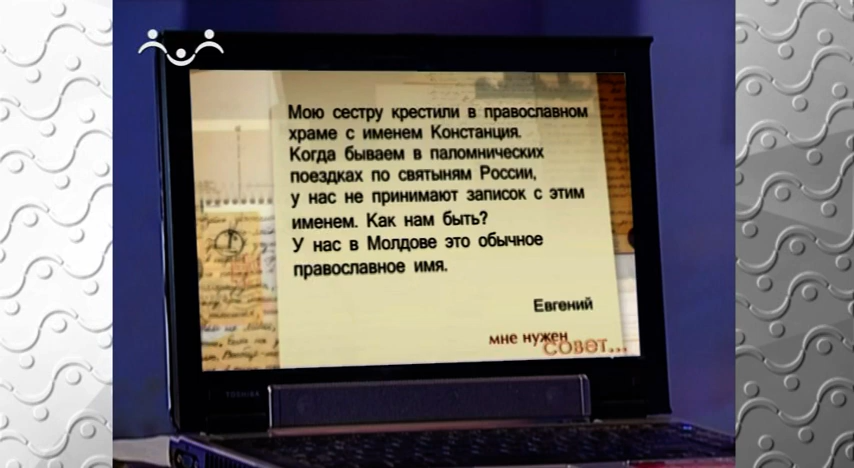 Мою сестру крестили в православном
храме с именем Констанция.
Когда бываем в паломнических
поездках по святыням России,
у нас не принимают записок с этим
именем. Как нам быть?
У нас в Молдове это обычное
православное имя.
Евгений
мне нужен
СОВЕТ...
TOSHIBA